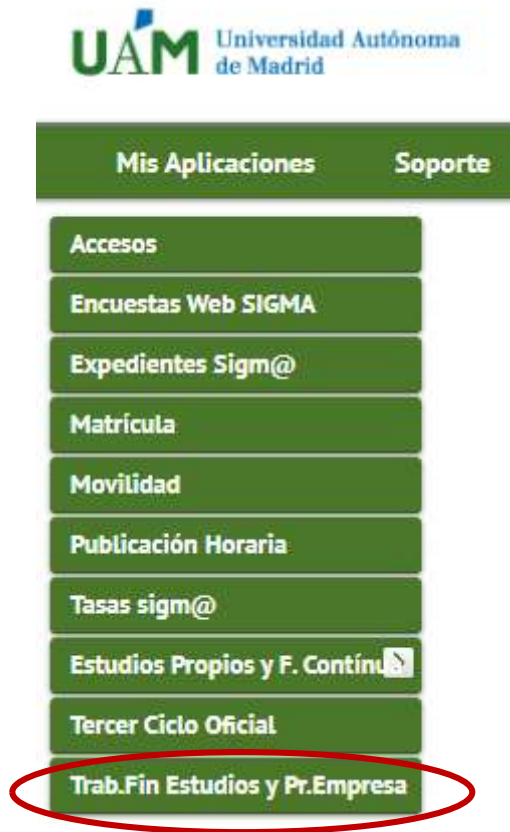 UAM Universidad Autónoma
de Madrid
Mis Aplicaciones Soporte
Accesos
Encuestas Web SIGMA
Expedientes Sigm@
Matrícula
Movilidad
Publicación Horaria
Tasas sigm@
Estudios Propios y F.
Tercer Ciclo Oficial
Trab.Fin Estudios y Pr.Empresa